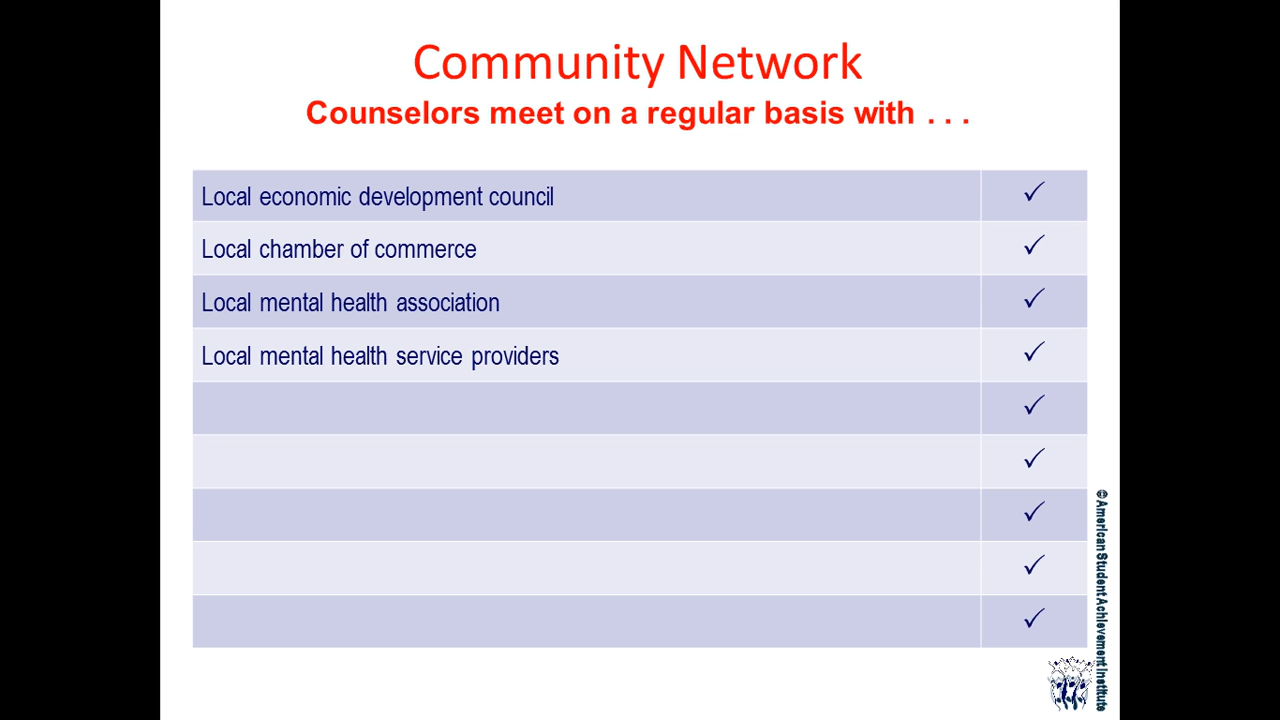 Community Network
Counselors meet on a regular basis with . . .
Local economic development council ✓
Local chamber of commerce ✓
Local mental health association ✓
Local mental health service providers ✓
✓
✓
✓
✓
✓
© American Student Achievement Institute